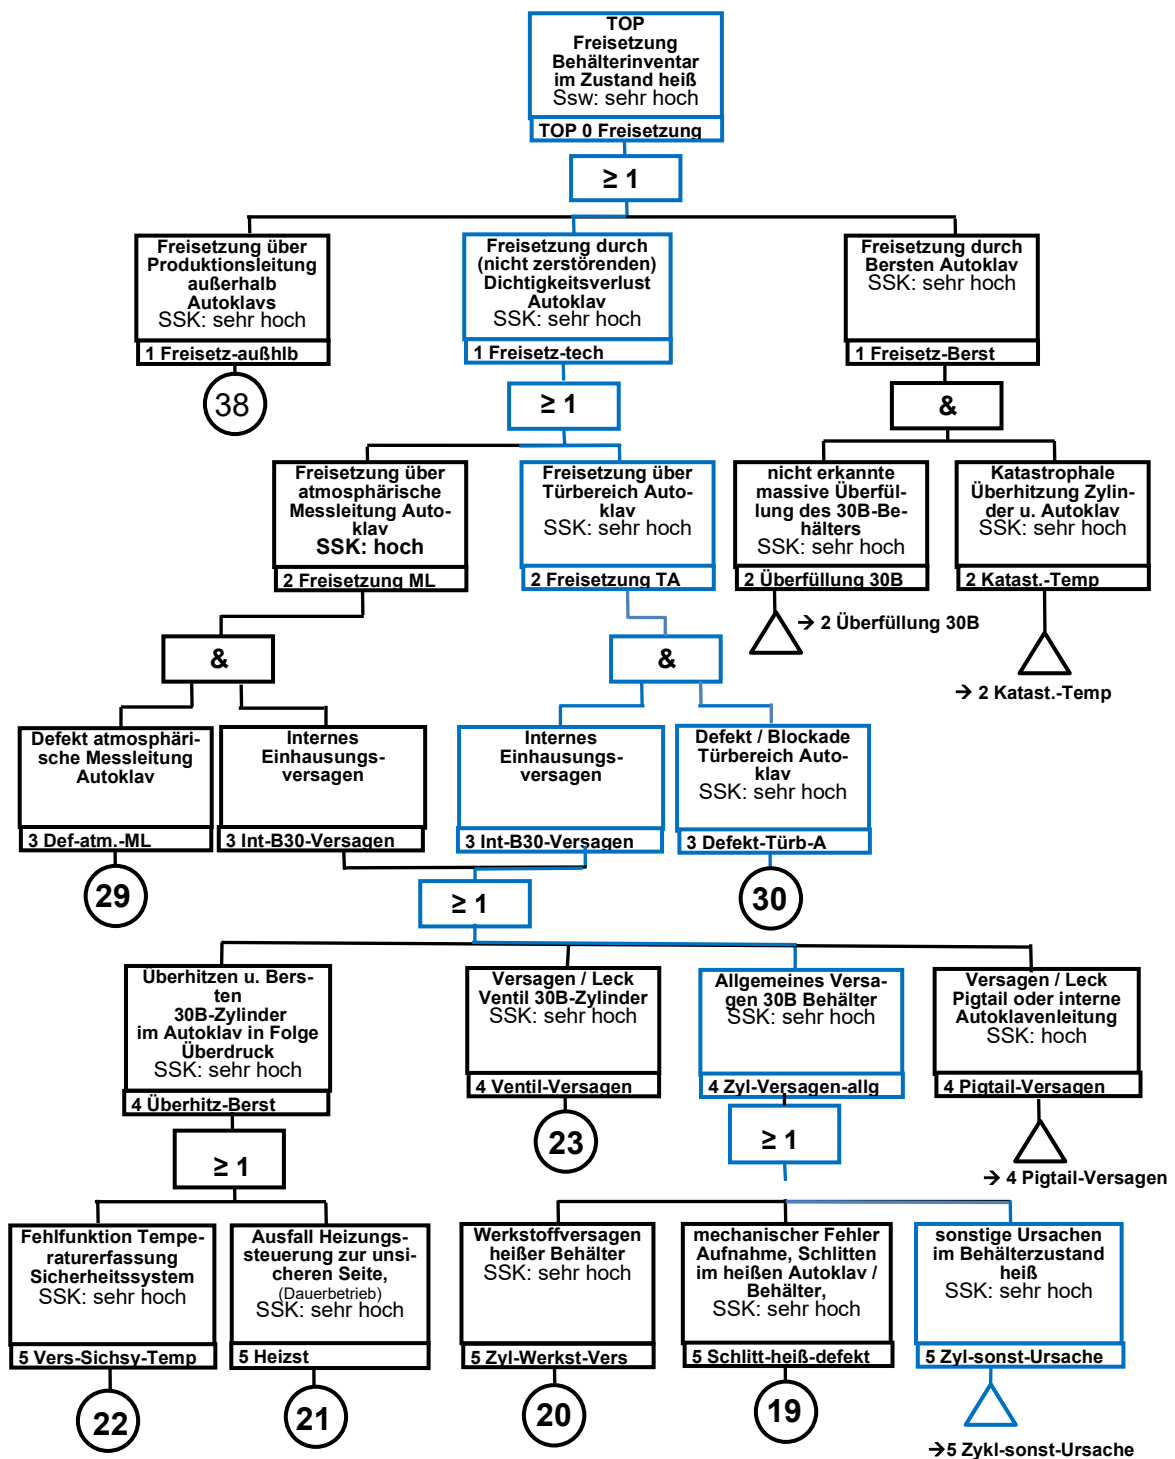 TOP
Freisetzung
Behälterinventar
im Zustand heiß
Ssw: sehr hoch
TOP 0 Freisetzung
≥ 1
Freisetzung über
Produktionsleitung
außerhalb
Autoklavs
SSK: sehr hoch
1 Freisetz-außhlb
38
Freisetzung durch
(nicht zerstörenden)
Dichtigkeitsverlust
Autoklav
SSK: sehr hoch
1 Freisetz-tech
≥ 1
Freisetzung durch
Bersten Autoklav
SSK: sehr hoch
1 Freisetz-Berst
&
Freisetzung über
atmosphärische
Messleitung Auto-
klav
SSK: hoch
2 Freisetzung ML
&
Freisetzung über
Türbereich Auto-
klav
SSK: sehr hoch
2 Freisetzung TA
&
nicht erkannte
massive Überfül-
lung des 30B-Be-
hälters
SSK: sehr hoch
2 Überfüllung 30B
→ 2 Überfüllung 30B
Katastrophale
Überhitzung Zylin-
der u. Autoklav
SSK: sehr hoch
2 Katast.-Temp
→ 2 Katast.-Temp
Defekt atmosphäri-
sche Messleitung
Autoklav
3 Def-atm.-ML
29
Internes
Einhausungs-
versagen
3 Int-B30-Versagen
Internes
Einhausungs-
versagen
3 Int-B30-Versagen
Defekt / Blockade
Türbereich Auto-
klav
SSK: sehr hoch
3 Defekt-Türb-A
30
≥ 1
Überhitzen u. Bers-
ten
30B-Zylinder
im Autoklav in Folge
Überdruck
SSK: sehr hoch
4 Überhitz-Berst
≥ 1
Versagen / Leck
Ventil 30B-Zylinder
SSK: sehr hoch
4 Ventil-Versagen
23
Allgemeines Versa-
gen 30B Behälter
SSK: sehr hoch
4 Zyl-Versagen-allg
≥ 1
Versagen / Leck
Pigtail oder interne
Autoklavenleitung
SSK: hoch
4 Pigtail-Versagen
→ 4 Pigtail-Versagen
Fehlfunktion Tempe-
raturerfassung
Sicherheitssystem
SSK: sehr hoch
5 Vers-Sichsy-Temp
22
Ausfall Heizungs-
steuerung zur unsi-
cheren Seite,
(Dauerbetrieb)
SSK: sehr hoch
5 Heizst
21
Werkstoffversagen
heißer Behälter
SSK: sehr hoch
5 Zyl-Werkst-Vers
20
mechanischer Fehler
Aufnahme, Schlitten
im heißen Autoklav /
Behälter,
SSK: sehr hoch
5 Schlitt-heiß-defekt
19
sonstige Ursachen
im Behälterzustand
heiß
SSK: sehr hoch
5 Zyl-sonst-Ursache
→5 Zykl-sonst-Ursache